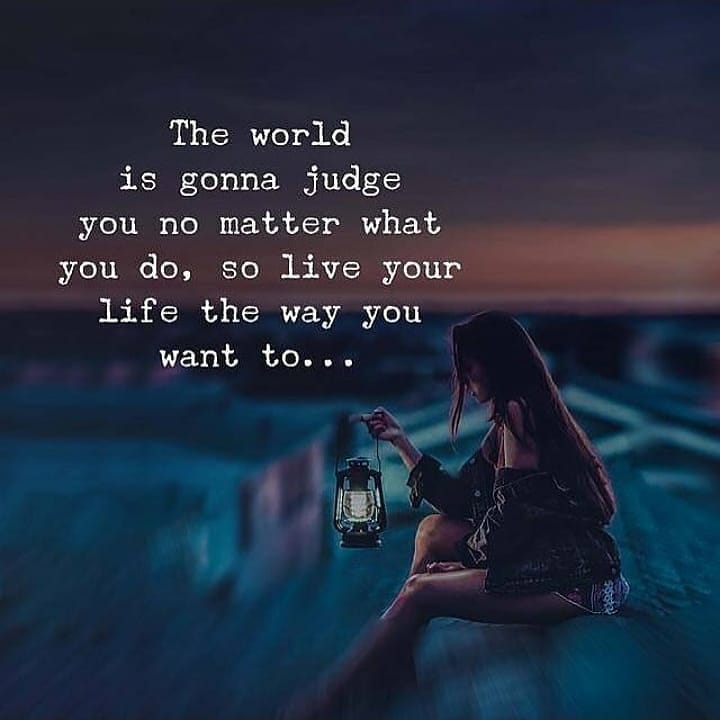 The world
is gonna judge
you no matter what
you do, so live your
life the way you
want to...